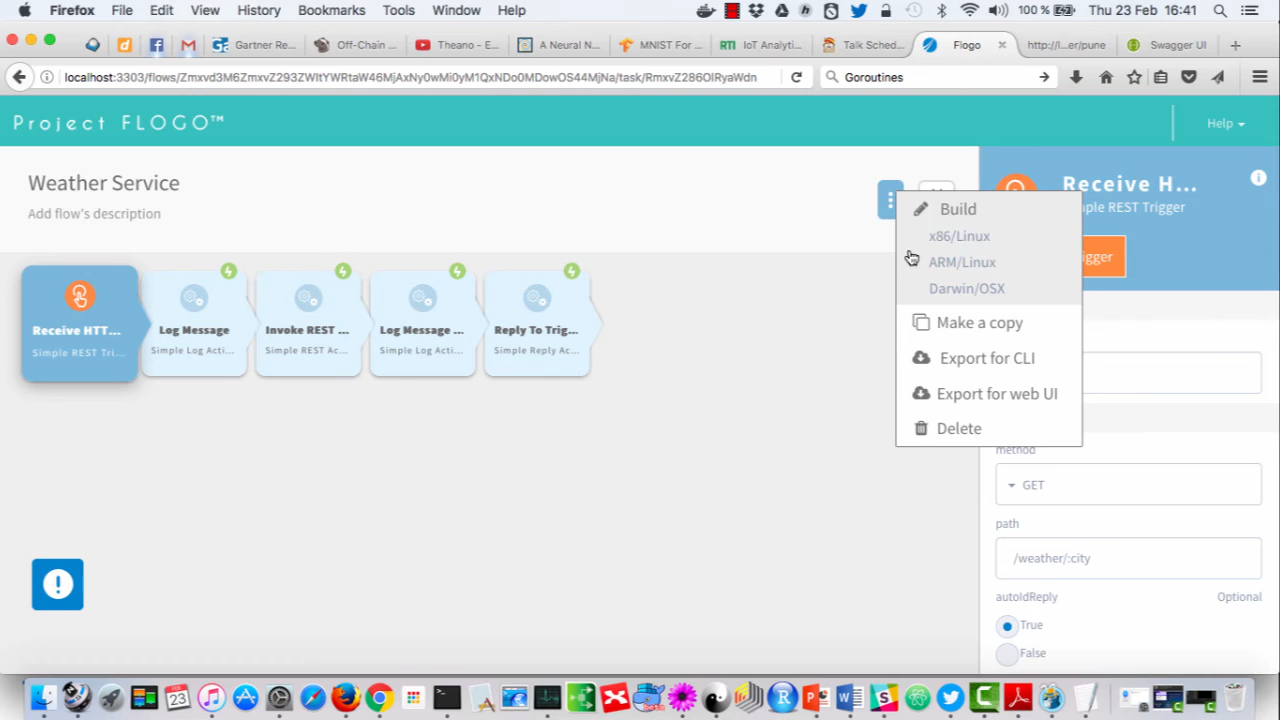 Firefox File Edit View History Bookmarks Tools Window Help 100 % Thu 23 Feb 16:41
Gartner Re... Off-Chain ... Theano - E... A Neural N... MNIST For ... IoT Analyti... Talk Sched... Flogo http://l...er/pune Swagger UI
localhost:3303/flows/Zmxvd3M6ZmxvZ293ZWItYWRtaW46MjAxNy0wMi0yM1QxNDo0MDowOS44MjNa/task/RmxvZ286OlRyaWdn Goroutines
Project FLOGO™ Help
Weather Service
Add flow's description
Receive H...
Simple REST Trigger
Build
x86/Linux
ARM/Linux
Darwin/OSX
Make a copy
Export for CLI
Export for web UI
Delete
Receive HTT...
Simple REST Tri...
Log Message
Simple Log Acti...
Invoke REST ...
Simple REST Ac...
Log Message ...
Simple Log Acti...
Reply To Trig...
Simple Reply Ac...
method
GET
path
/weather/:city
autoIdReply Optional
True
False